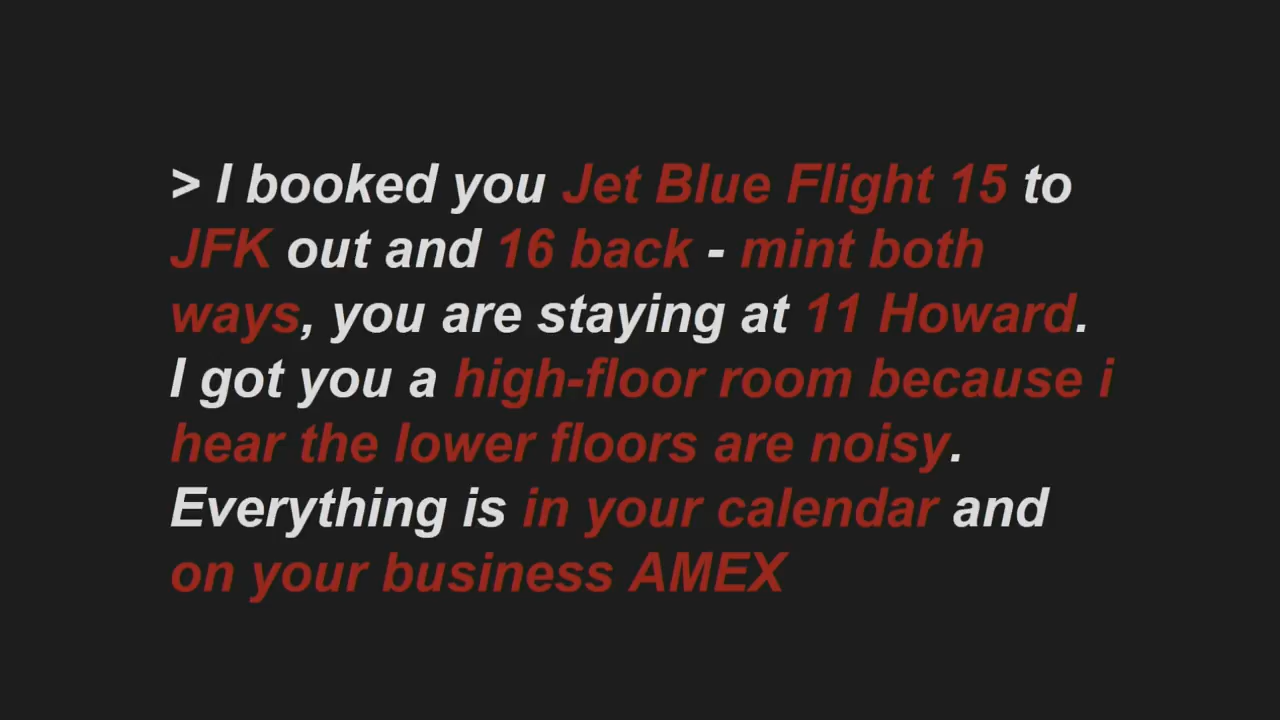 > I booked you Jet Blue Flight 15 to
JFK out and 16 back - mint both
ways, you are staying at 11 Howard.
I got you a high-floor room because i
hear the lower floors are noisy.
Everything is in your calendar and
on your business AMEX